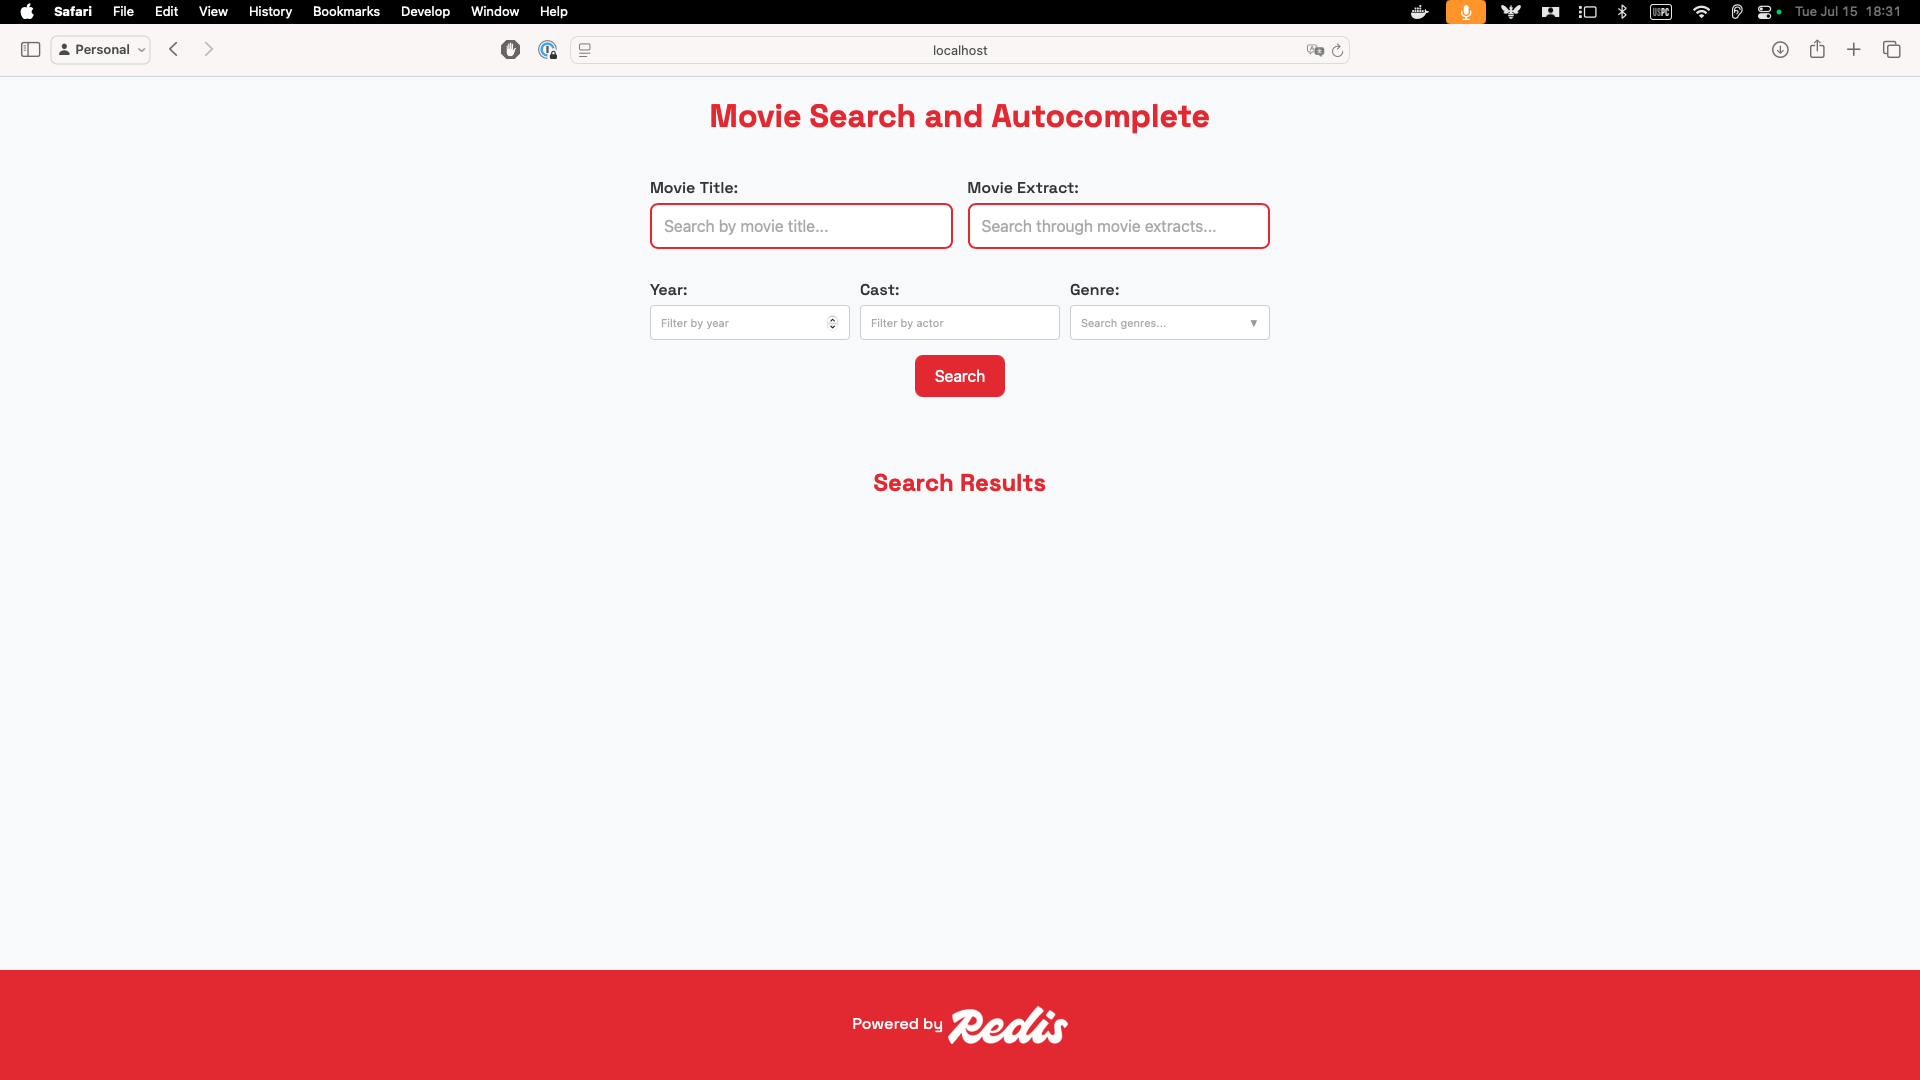 Safari File Edit View History Bookmarks Develop Window Help USPC Tue Jul 15 18:31
Personal localhost
Movie Search and Autocomplete
Movie Title: Movie Extract:
Search by movie title... Search through movie extracts...
Year: Cast: Genre:
Filter by year Filter by actor Search genres...
Search
Search Results
Powered by Redis